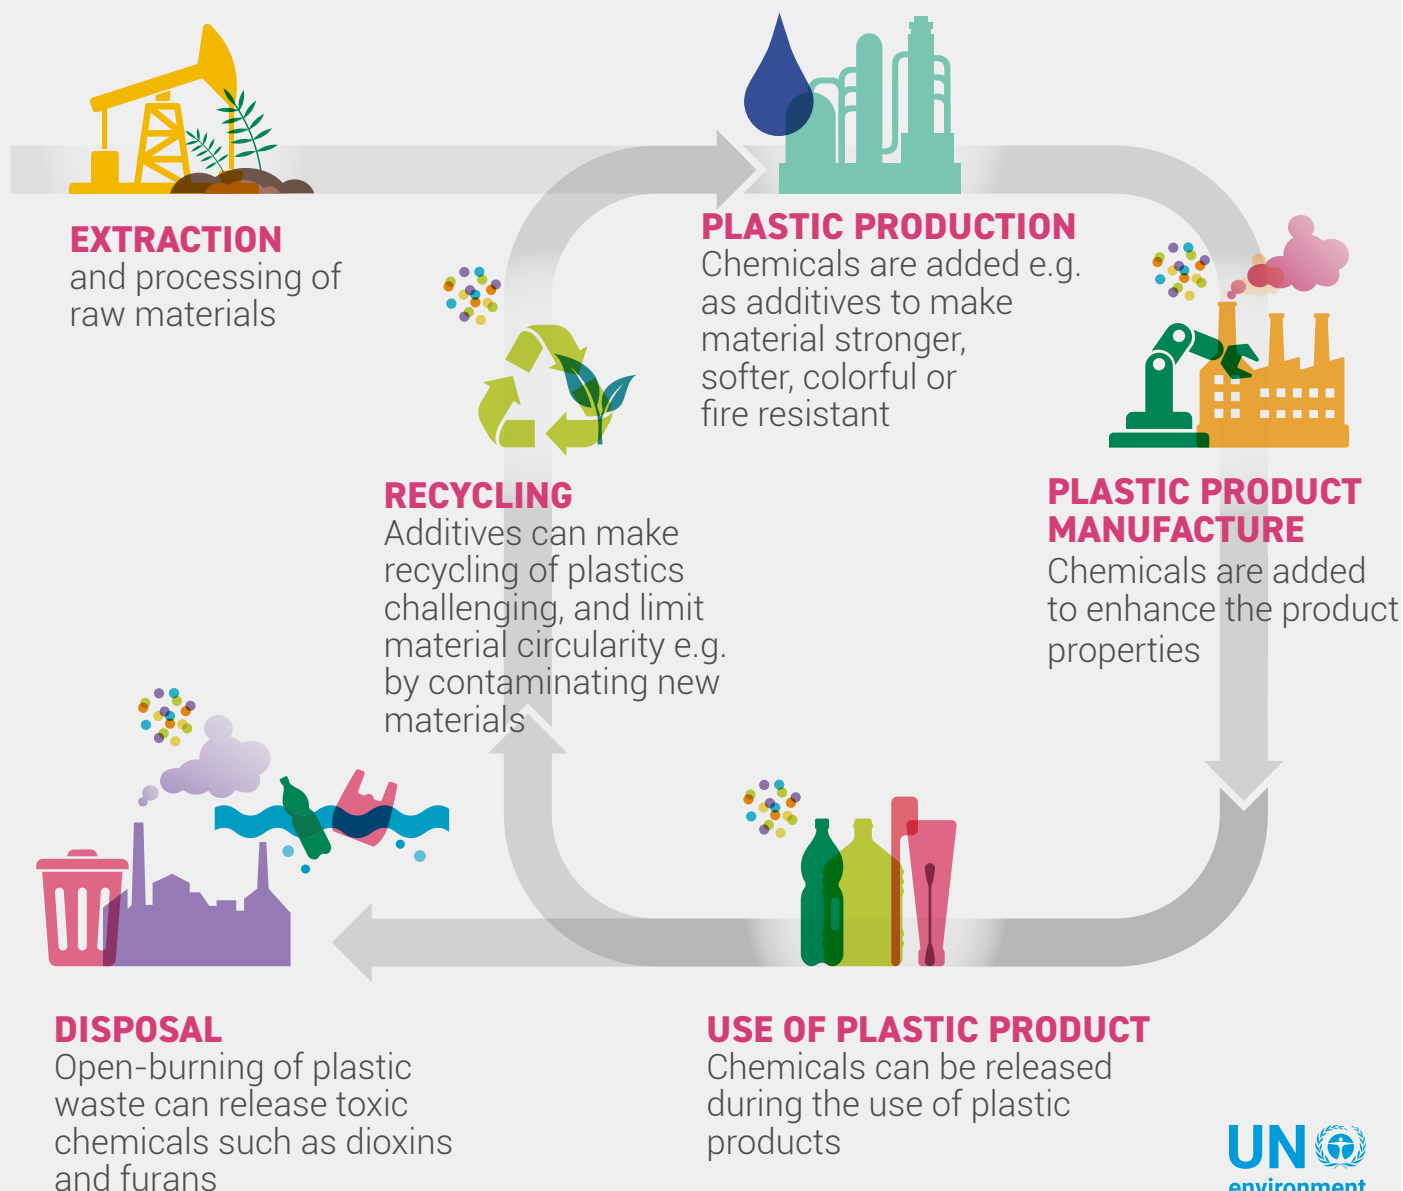 EXTRACTION
and processing of
raw materials
PLASTIC PRODUCTION
Chemicals are added e.g.
as additives to make
material stronger,
softer, colorful or
fire resistant
RECYCLING
Additives can make
recycling of plastics
challenging, and limit
material circularity e.g.
by contaminating new
materials
PLASTIC PRODUCT
MANUFACTURE
Chemicals are added
to enhance the product
properties
DISPOSAL
Open-burning of plastic
waste can release toxic
chemicals such as dioxins
and furans
USE OF PLASTIC PRODUCT
Chemicals can be released
during the use of plastic
products
UN
environment